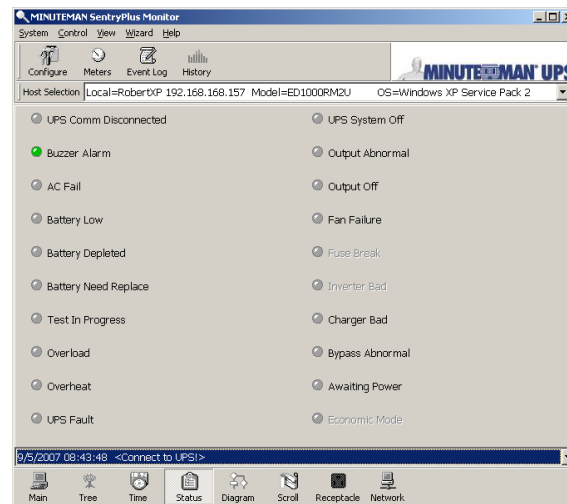 MINUTEMAN SentryPlus Monitor
System Control View Wizard Help
Configure Meters Event Log History
MINUTEMAN UPS
Host Selection Local=RobertXP 192.168.168.157 Model=ED1000RM2U OS=Windows XP Service Pack 2
UPS Comm Disconnected UPS System Off
Buzzer Alarm Output Abnormal
AC Fail Output Off
Battery Low Fan Failure
Battery Depleted Fuse Break
Battery Need Replace Inverter Bad
Test In Progress Charger Bad
Overload Bypass Abnormal
Overheat Awaiting Power
UPS Fault Economic Mode
9/5/2007 08:43:48 <Connect to UPS!>
Main Tree Time Status Diagram Scroll Receptacle Network